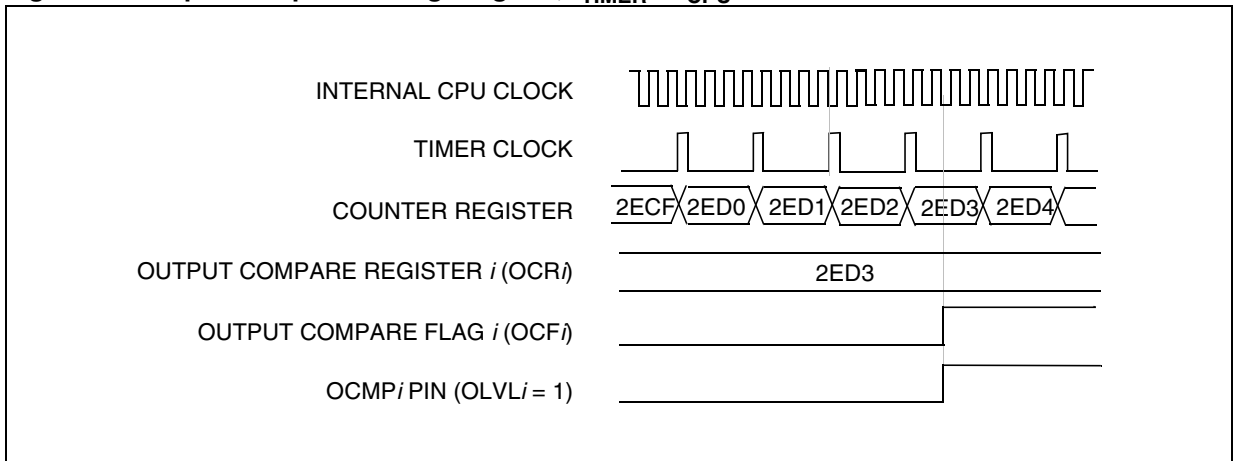 INTERNAL CPU CLOCK
TIMER CLOCK
COUNTER REGISTER 2ECF 2ED0 2ED1 2ED2 2ED3 2ED4
OUTPUT COMPARE REGISTER i (OCRi) 2ED3
OUTPUT COMPARE FLAG i (OCFi)
OCMPi PIN (OLVLi = 1)